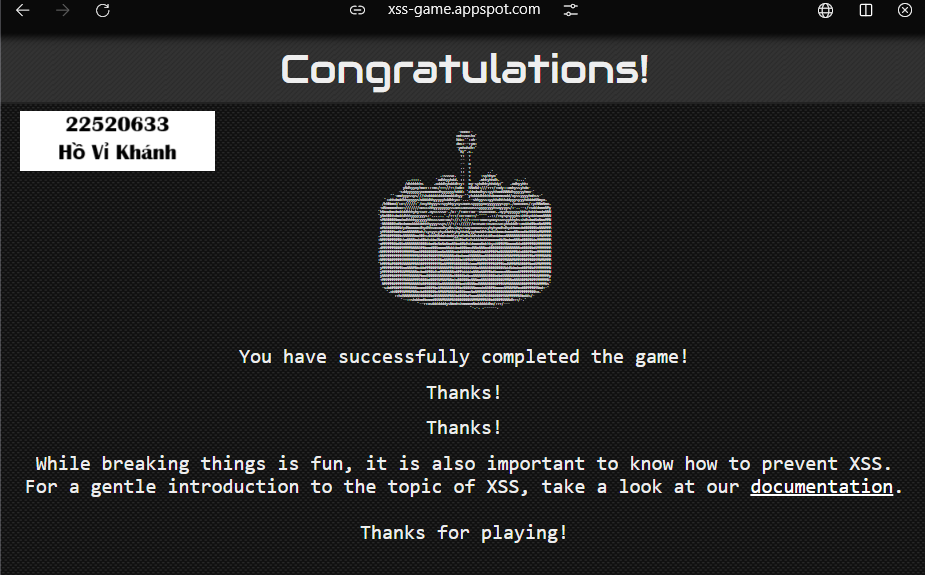 xss-game.appspot.com
Congratulations!
22520633
Hồ Vỉ Khánh
You have successfully completed the game!
Thanks!
Thanks!
While breaking things is fun, it is also important to know how to prevent XSS.
For a gentle introduction to the topic of XSS, take a look at our documentation.
Thanks for playing!